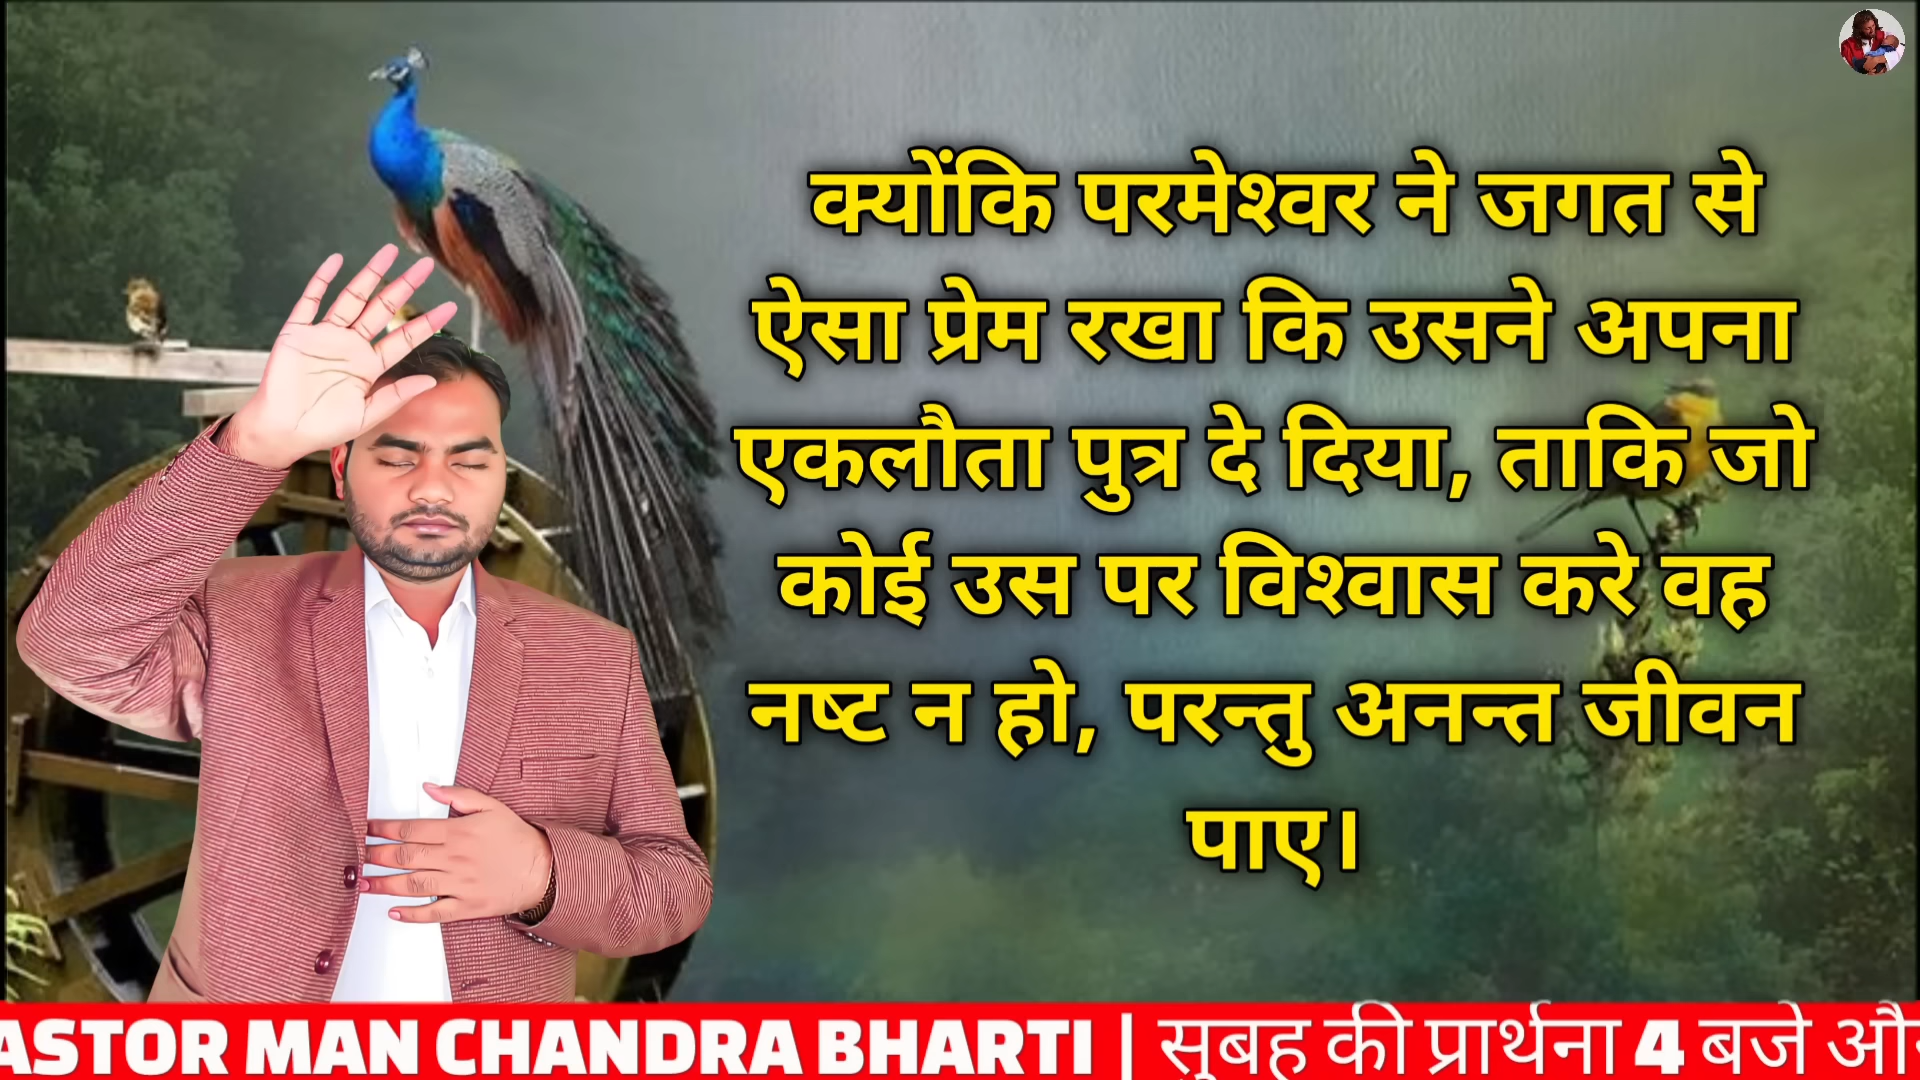 क्योंकि परमेश्वर ने जगत से
ऐसा प्रेम रखा कि उसने अपना
एकलौता पुत्र दे दिया, ताकि जो
कोई उस पर विश्वास करे वह
नष्ट न हो, परन्तु अनन्त जीवन
पाए।
ASTOR MAN CHANDRA BHARTI | सुबह की प्रार्थना 4 बजे